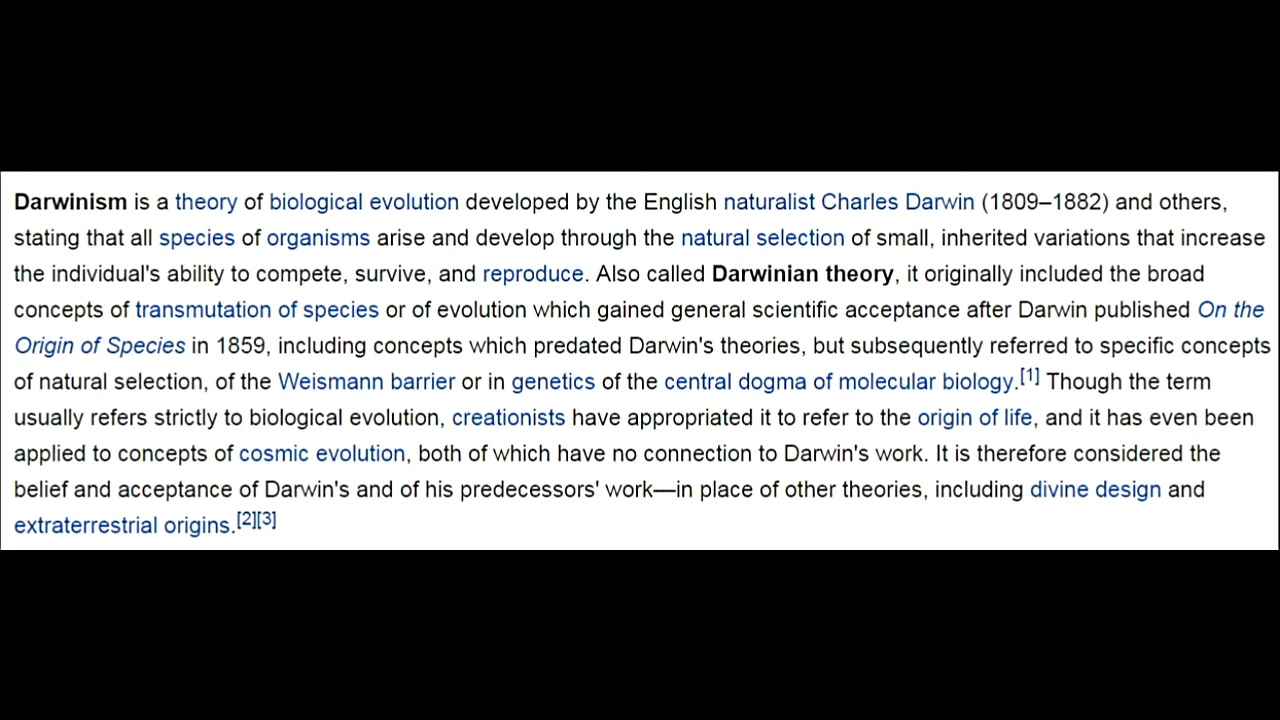 Darwinism is a theory of biological evolution developed by the English naturalist Charles Darwin (1809–1882) and others,
stating that all species of organisms arise and develop through the natural selection of small, inherited variations that increase
the individual's ability to compete, survive, and reproduce. Also called Darwinian theory, it originally included the broad
concepts of transmutation of species or of evolution which gained general scientific acceptance after Darwin published On the
Origin of Species in 1859, including concepts which predated Darwin's theories, but subsequently referred to specific concepts
of natural selection, of the Weismann barrier or in genetics of the central dogma of molecular biology.[1] Though the term
usually refers strictly to biological evolution, creationists have appropriated it to refer to the origin of life, and it has even been
applied to concepts of cosmic evolution, both of which have no connection to Darwin's work. It is therefore considered the
belief and acceptance of Darwin's and of his predecessors' work—in place of other theories, including divine design and
extraterrestrial origins.[2][3]